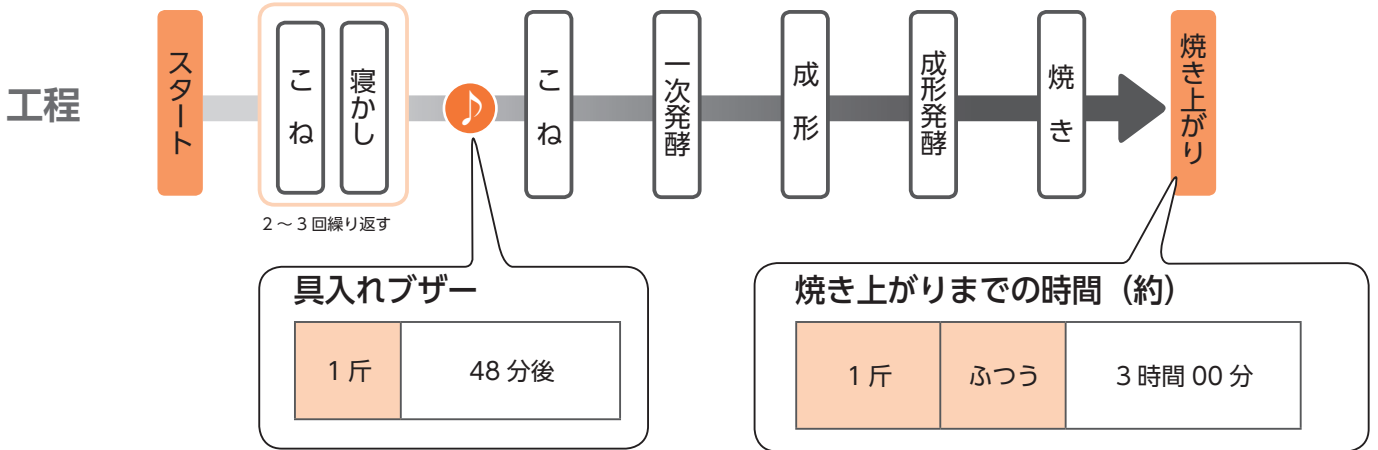 工程
スタート
こね
寝かし
2～3回繰り返す
♪
こね
一次発酵
成形
成形発酵
焼き
焼き上がり
具入れブザー
1斤
48分後
焼き上がりまでの時間（約）
1斤
ふつう
3時間00分